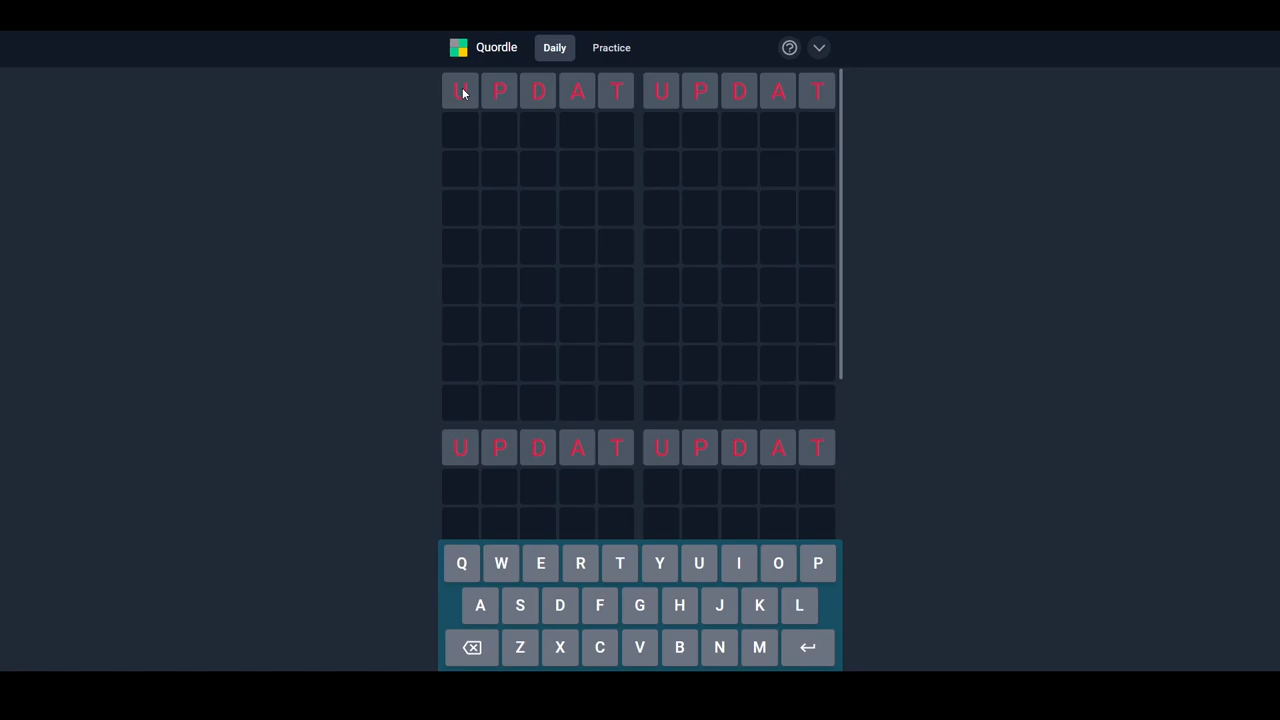 Quordle Daily Practice
U P D A T U P D A T
U P D A T U P D A T
Q W E R T Y U I O P
A S D F G H J K L
Z X C V B N M